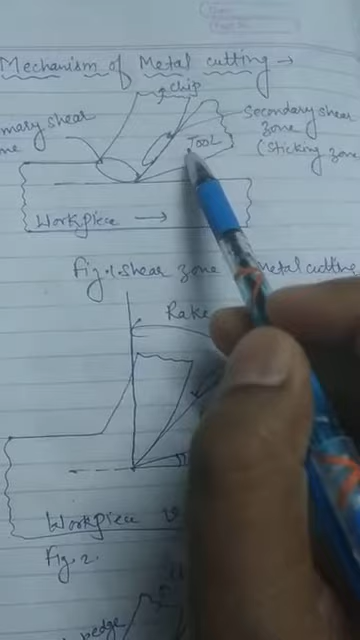 Mechanism of Metal cutting →
chip
mary shear
ne
Secondary shear
zone
(sticking zone
TOOL
Workpiece →
Fig.1. shear zone
Metal cutting
Rake
Workpiece
Fig. 2.
wedge